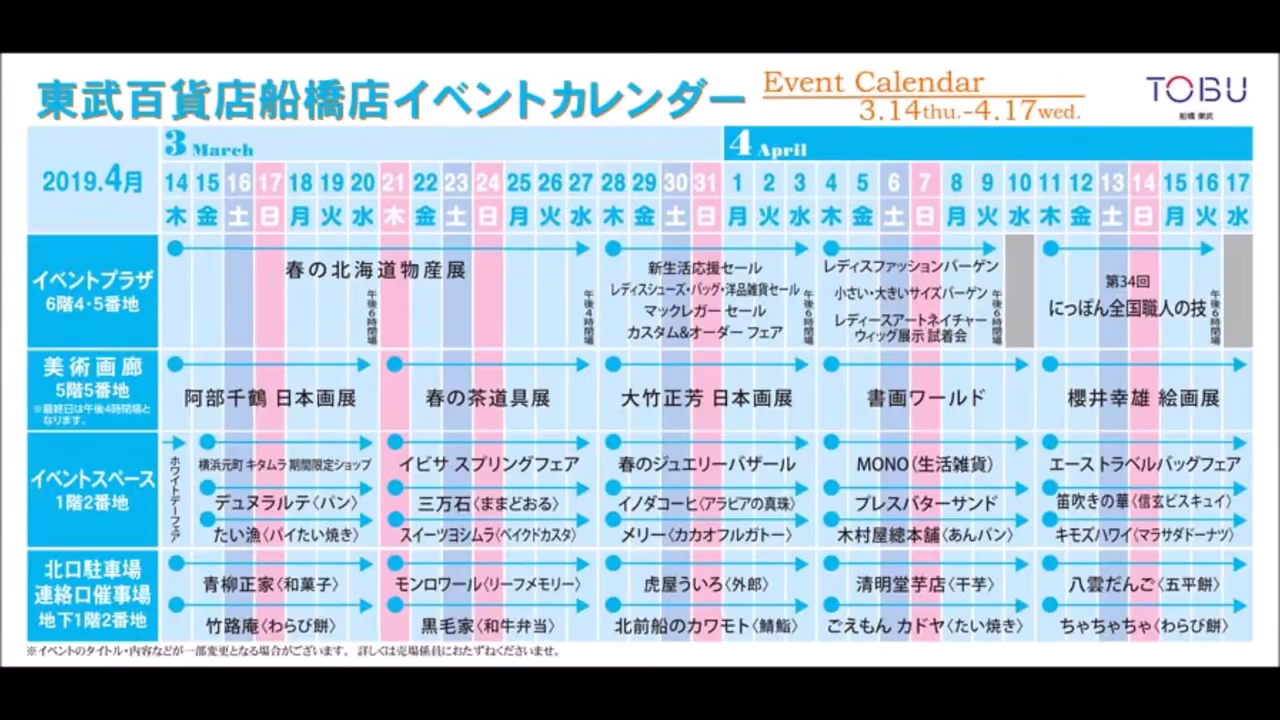 東武百貨店船橋店イベントカレンダー
Event Calendar
3.14thu.-4.17wed.
TOBU
船橋 東武
3 March
4 April
2019.4月
14 15 16 17 18 19 20 21 22 23 24 25 26 27 28 29 30 31 1 2 3 4 5 6 7 8 9 10 11 12 13 14 15 16 17
木 金 土 日 月 火 水 木 金 土 日 月 火 水 木 金 土 日 月 火 水 木 金 土 日 月 火 水 木 金 土 日 月 火 水
イベントプラザ
6階4・5番地
春の北海道物産展
午後6時閉場
午後4時閉場
新生活応援セール
レディスシューズ・バッグ・洋品雑貨セール
マックレガー セール
カスタム&オーダー フェア
午後6時閉場
レディスファッションバーゲン
小さい・大きいサイズバーゲン
レディースアートネイチャー
ウィッグ展示 試着会
午後6時閉場
第34回
にっぽん全国職人の技
午後6時閉場
美術画廊
5階5番地
※最終日は午後4時閉場と
なります。
阿部千鶴 日本画展
春の茶道具展
大竹正芳 日本画展
書画ワールド
櫻井幸雄 絵画展
イベントスペース
1階2番地
ホワイトデーフェア
横浜元町 キタムラ 期間限定ショップ
イビサ スプリングフェア
春のジュエリーバザール
MONO（生活雑貨）
エース トラベルバッグフェア
デュヌラルテ〈パン〉
三万石〈ままどおる〉
イノダコーヒ〈アラビアの真珠〉
プレスバターサンド
笛吹きの華〈信玄ビスキュイ〉
たい漁〈パイたい焼き〉
スイーツヨシムラ〈ベイクドカスタ〉
メリー〈カカオフルガトー〉
木村屋總本舗〈あんパン〉
キモズハワイ〈マラサダドーナツ〉
北口駐車場
連絡口催事場
地下1階2番地
青柳正家〈和菓子〉
モンロワール〈リーフメモリー〉
虎屋ういろ〈外郎〉
清明堂芋店〈干芋〉
八雲だんご〈五平餅〉
竹路庵〈わらび餅〉
黒毛家〈和牛弁当〉
北前船のカワモト〈鯖鮨〉
ごえもん カドヤ〈たい焼き〉
ちゃちゃちゃ〈わらび餅〉
※イベントのタイトル・内容などが一部変更となる場合がございます。 詳しくは売場係員におたずねくださいませ。